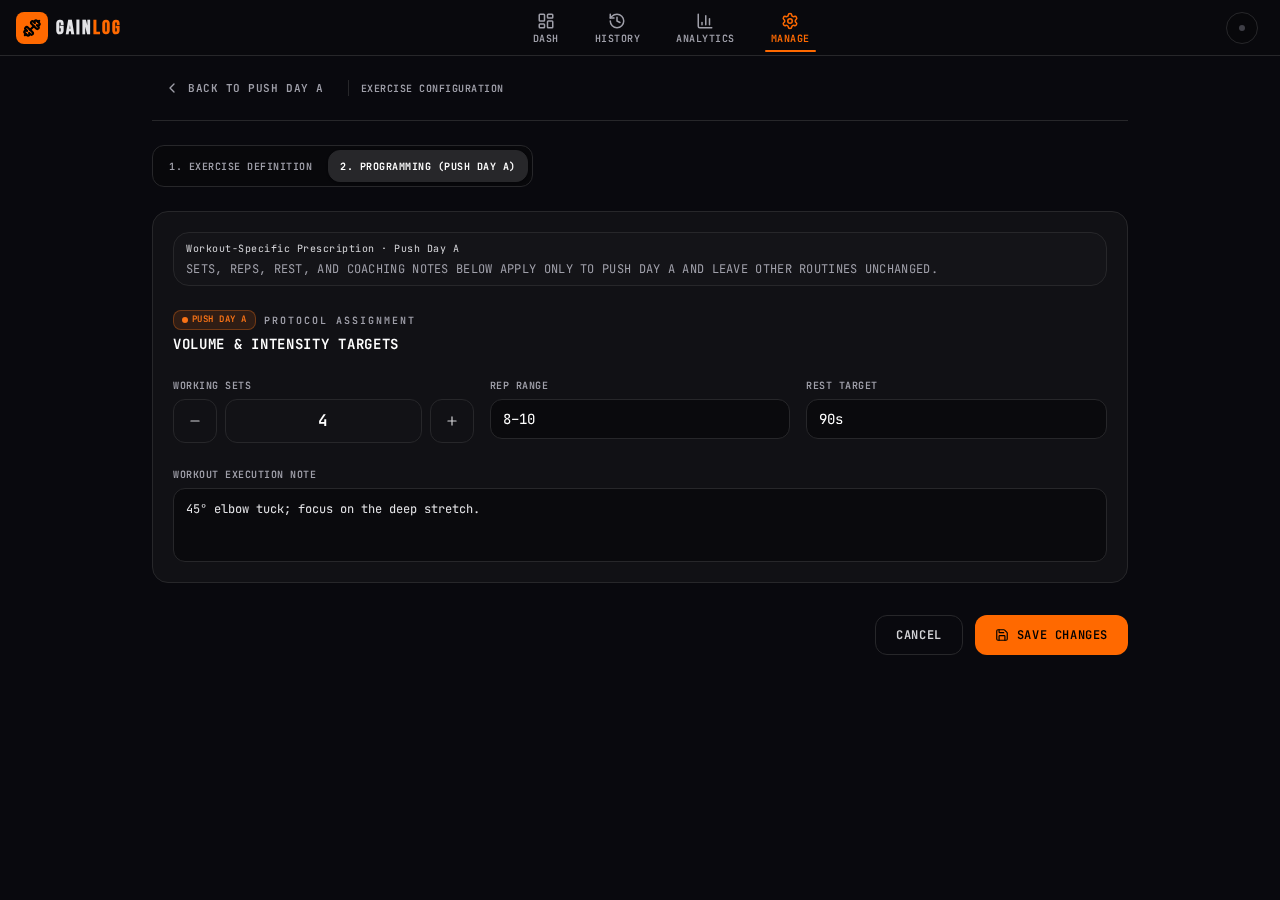 GAINLOG
DASH
HISTORY
ANALYTICS
MANAGE
BACK TO PUSH DAY A
EXERCISE CONFIGURATION
1. EXERCISE DEFINITION
2. PROGRAMMING (PUSH DAY A)
Workout-Specific Prescription · Push Day A
SETS, REPS, REST, AND COACHING NOTES BELOW APPLY ONLY TO PUSH DAY A AND LEAVE OTHER ROUTINES UNCHANGED.
PUSH DAY A PROTOCOL ASSIGNMENT
VOLUME & INTENSITY TARGETS
WORKING SETS
REP RANGE
REST TARGET
− 4 +
8–10
90s
WORKOUT EXECUTION NOTE
45° elbow tuck; focus on the deep stretch.
CANCEL
SAVE CHANGES